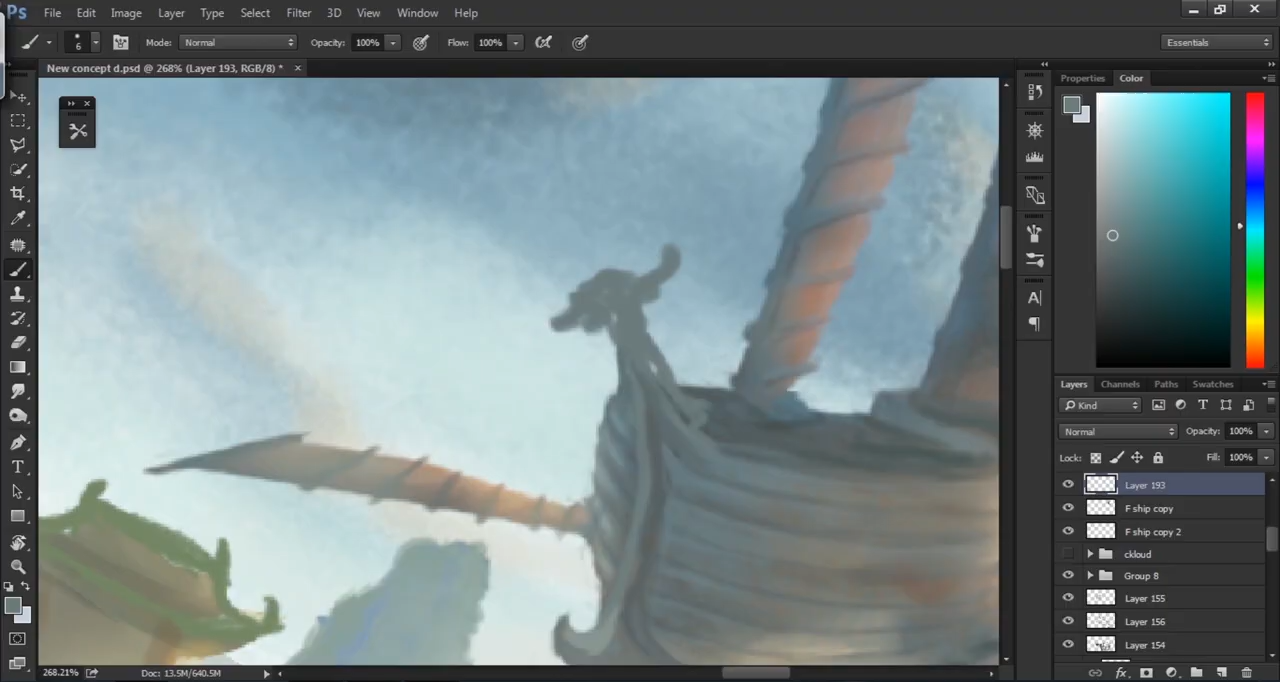 Ps File Edit Image Layer Type Select Filter 3D View Window Help
6 Mode: Normal Opacity: 100% Flow: 100% Essentials
New concept d.psd @ 268% (Layer 193, RGB/8) * ×
Properties Color
Layers Channels Paths Swatches
Kind
Normal Opacity: 100%
Lock: Fill: 100%
Layer 193
F ship copy
F ship copy 2
ckloud
Group 8
Layer 155
Layer 156
Layer 154
268.21% Doc: 13.5M/640.5M